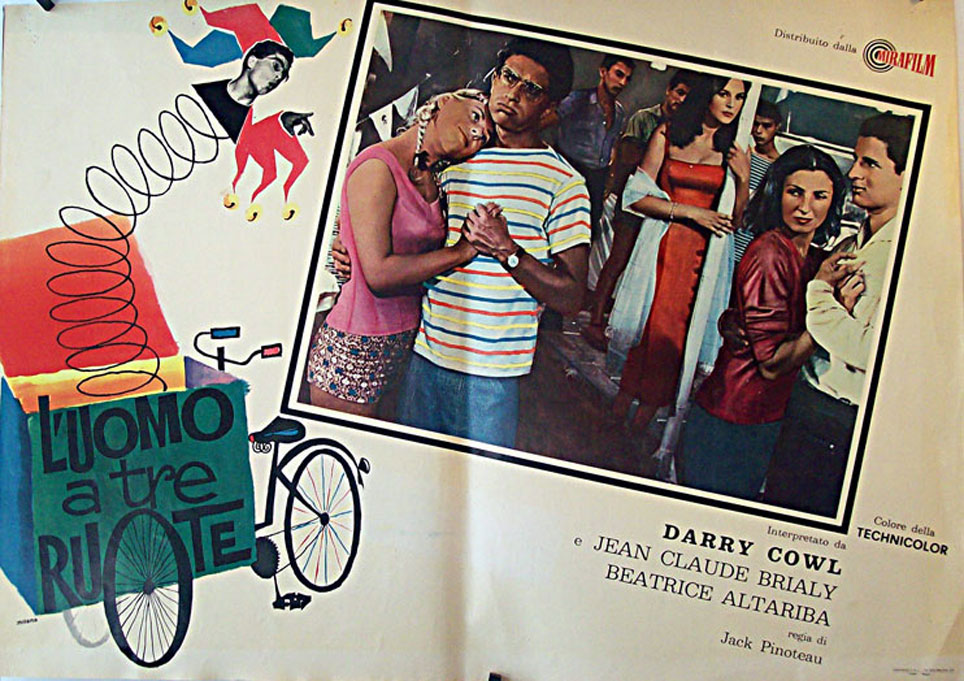 Distribuito dalla
MIRAFILM
L'UOMO
a tre
RUOTE
Interpretato da
DARRY COWL
e JEAN CLAUDE BRIALY
BEATRICE ALTARIBA
regia di
Jack Pinoteau
Colore della
TECHNICOLOR
milano